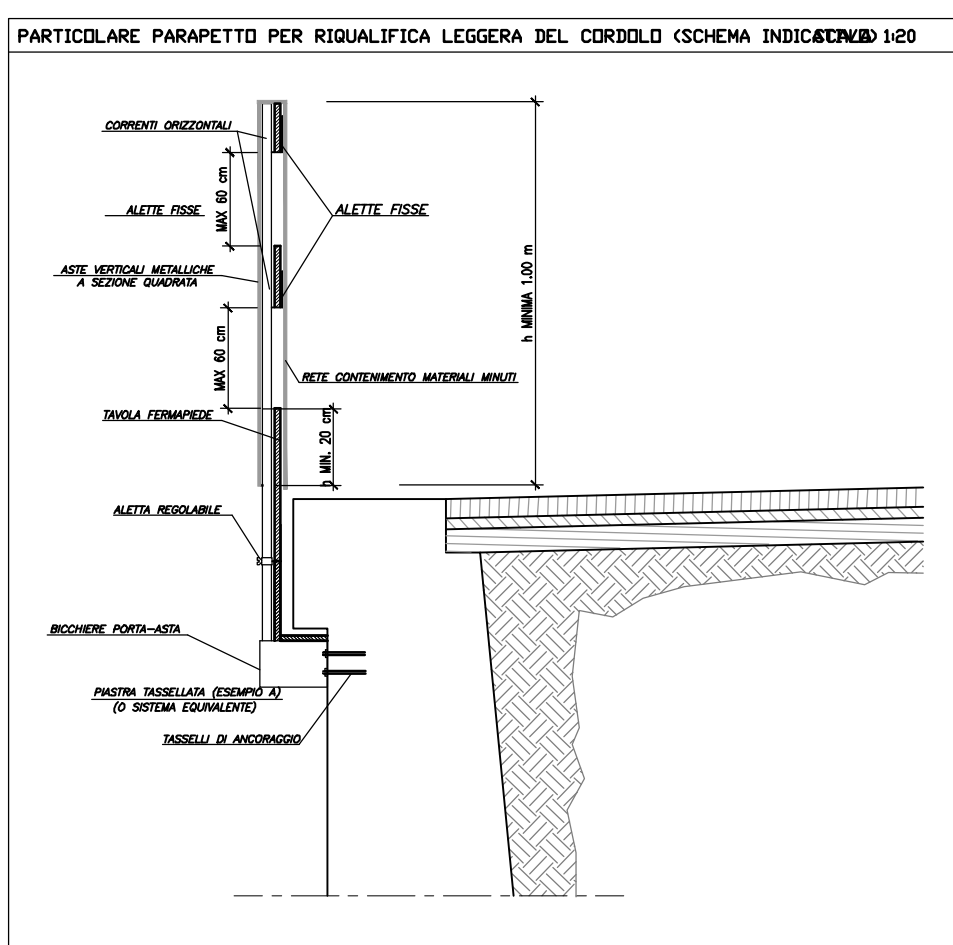 PARTICOLARE PARAPETTO PER RIQUALIFICA LEGGERA DEL CORDOLO (SCHEMA INDICATIVO) SCALA 1:20
CORRENTI ORIZZONTALI
MAX 60 cm
ALETTE FISSE
ALETTE FISSE
ASTE VERTICALI METALLICHE
A SEZIONE QUADRATA
h MINIMA 1.00 m
MAX 60 cm
RETE CONTENIMENTO MATERIALI MINUTI
TAVOLA FERMAPIEDE
h MIN. 20 cm
ALETTA REGOLABILE
BICCHIERE PORTA-ASTA
PIASTRA TASSELLATA (ESEMPIO A)
(O SISTEMA EQUIVALENTE)
TASSELLI DI ANCORAGGIO